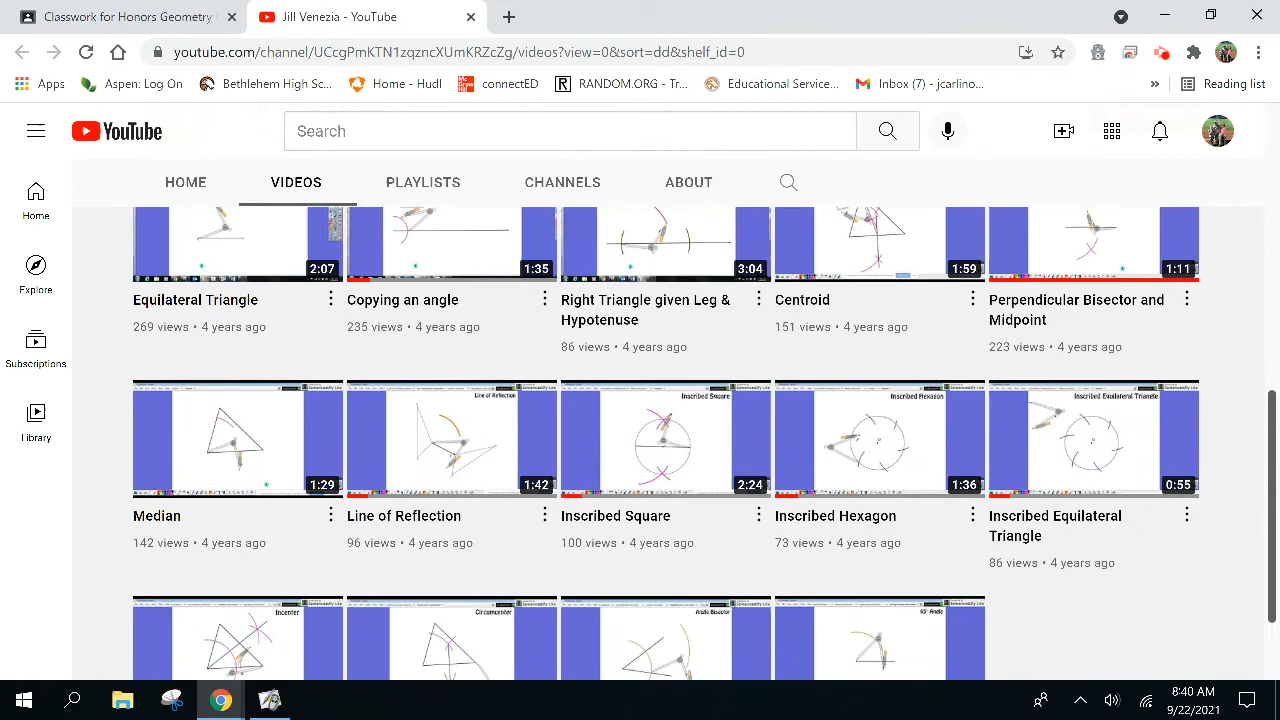 Classwork for Honors Geometry
Jill Venezia - YouTube
youtube.com/channel/UCcgPmKTN1zqzncXUmKRZcZg/videos?view=0&sort=dd&shelf_id=0
Apps
Aspen: Log On
Bethlehem High Sc...
Home - Hudl
connectED
RANDOM.ORG - Tr...
Educational Service...
Inbox (7) - jcarlino...
»
Reading list
YouTube
Search
HOME
VIDEOS
PLAYLISTS
CHANNELS
ABOUT
Home
Explore
Subscriptions
Library
2:07
1:35
3:04
1:59
1:11
Equilateral Triangle
269 views • 4 years ago
Copying an angle
235 views • 4 years ago
Right Triangle given Leg &
Hypotenuse
86 views • 4 years ago
Centroid
151 views • 4 years ago
Perpendicular Bisector and
Midpoint
223 views • 4 years ago
1:29
Line of Reflection
1:42
Inscribed Square
2:24
Inscribed Hexagon
1:36
Inscribed Equilateral Triangle
0:55
Median
142 views • 4 years ago
Line of Reflection
96 views • 4 years ago
Inscribed Square
100 views • 4 years ago
Inscribed Hexagon
73 views • 4 years ago
Inscribed Equilateral
Triangle
86 views • 4 years ago
Incenter
Circumcenter
Angle Bisector
45° Angle
8:40 AM
9/22/2021